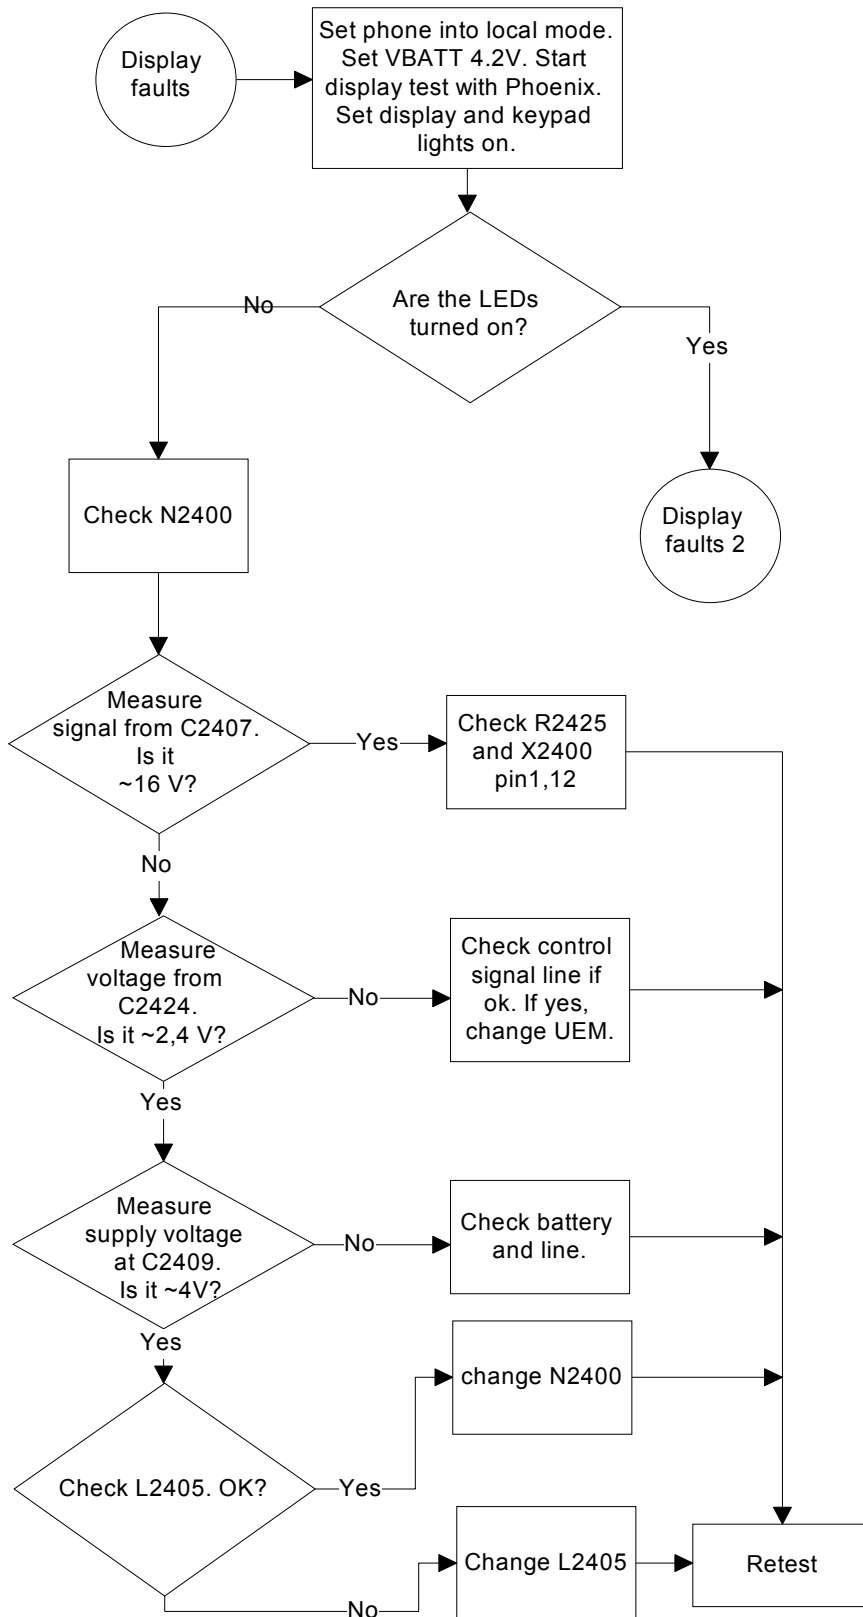 Display
faults
Set phone into local mode.
Set VBATT 4.2V. Start
display test with Phoenix.
Set display and keypad
lights on.
Are the LEDs
turned on?
No
Yes
Check N2400
Display
faults 2
Measure
signal from C2407.
Is it
~16 V?
Yes
Check R2425
and X2400
pin1,12
No
Measure
voltage from
C2424.
Is it ~2,4 V?
No
Check control
signal line if
ok. If yes,
change UEM.
Yes
Measure
supply voltage
at C2409.
Is it ~4V?
No
Check battery
and line.
Yes
change N2400
Check L2405. OK?
Yes
Change L2405
Retest
No